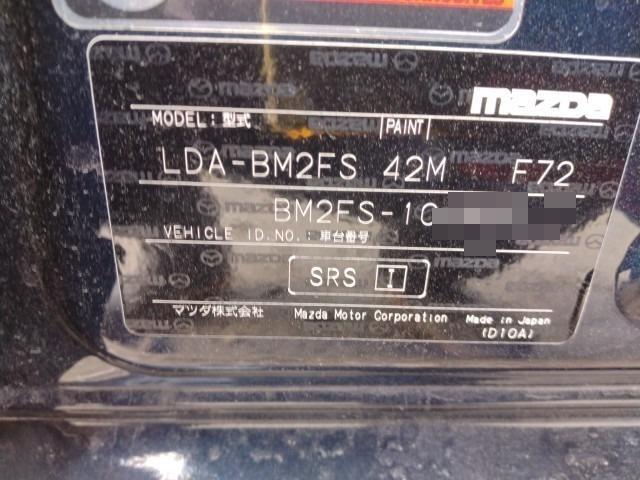 mazda
MODEL: 型式 PAINT
LDA-BM2FS 42M F72
BM2FS-10
VEHICLE ID.NO.: 車台番号
SRS I
マツダ株式会社 Mazda Motor Corporation Made in Japan
(D10A)